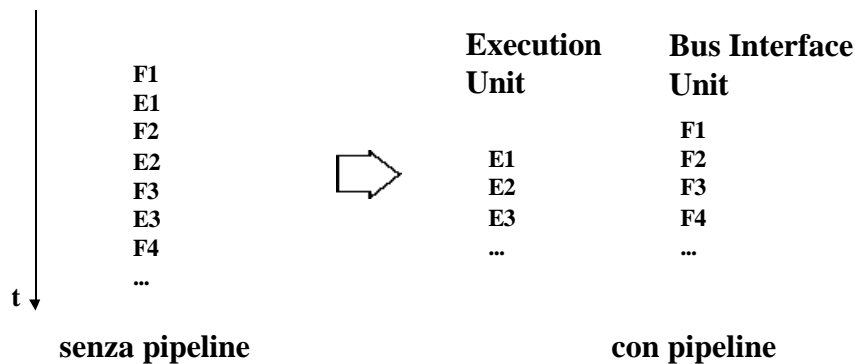 F1
E1
F2
E2
F3
E3
F4
...
t
senza pipeline
Execution
Unit
E1
E2
E3
...
Bus Interface
Unit
F1
F2
F3
F4
...
con pipeline